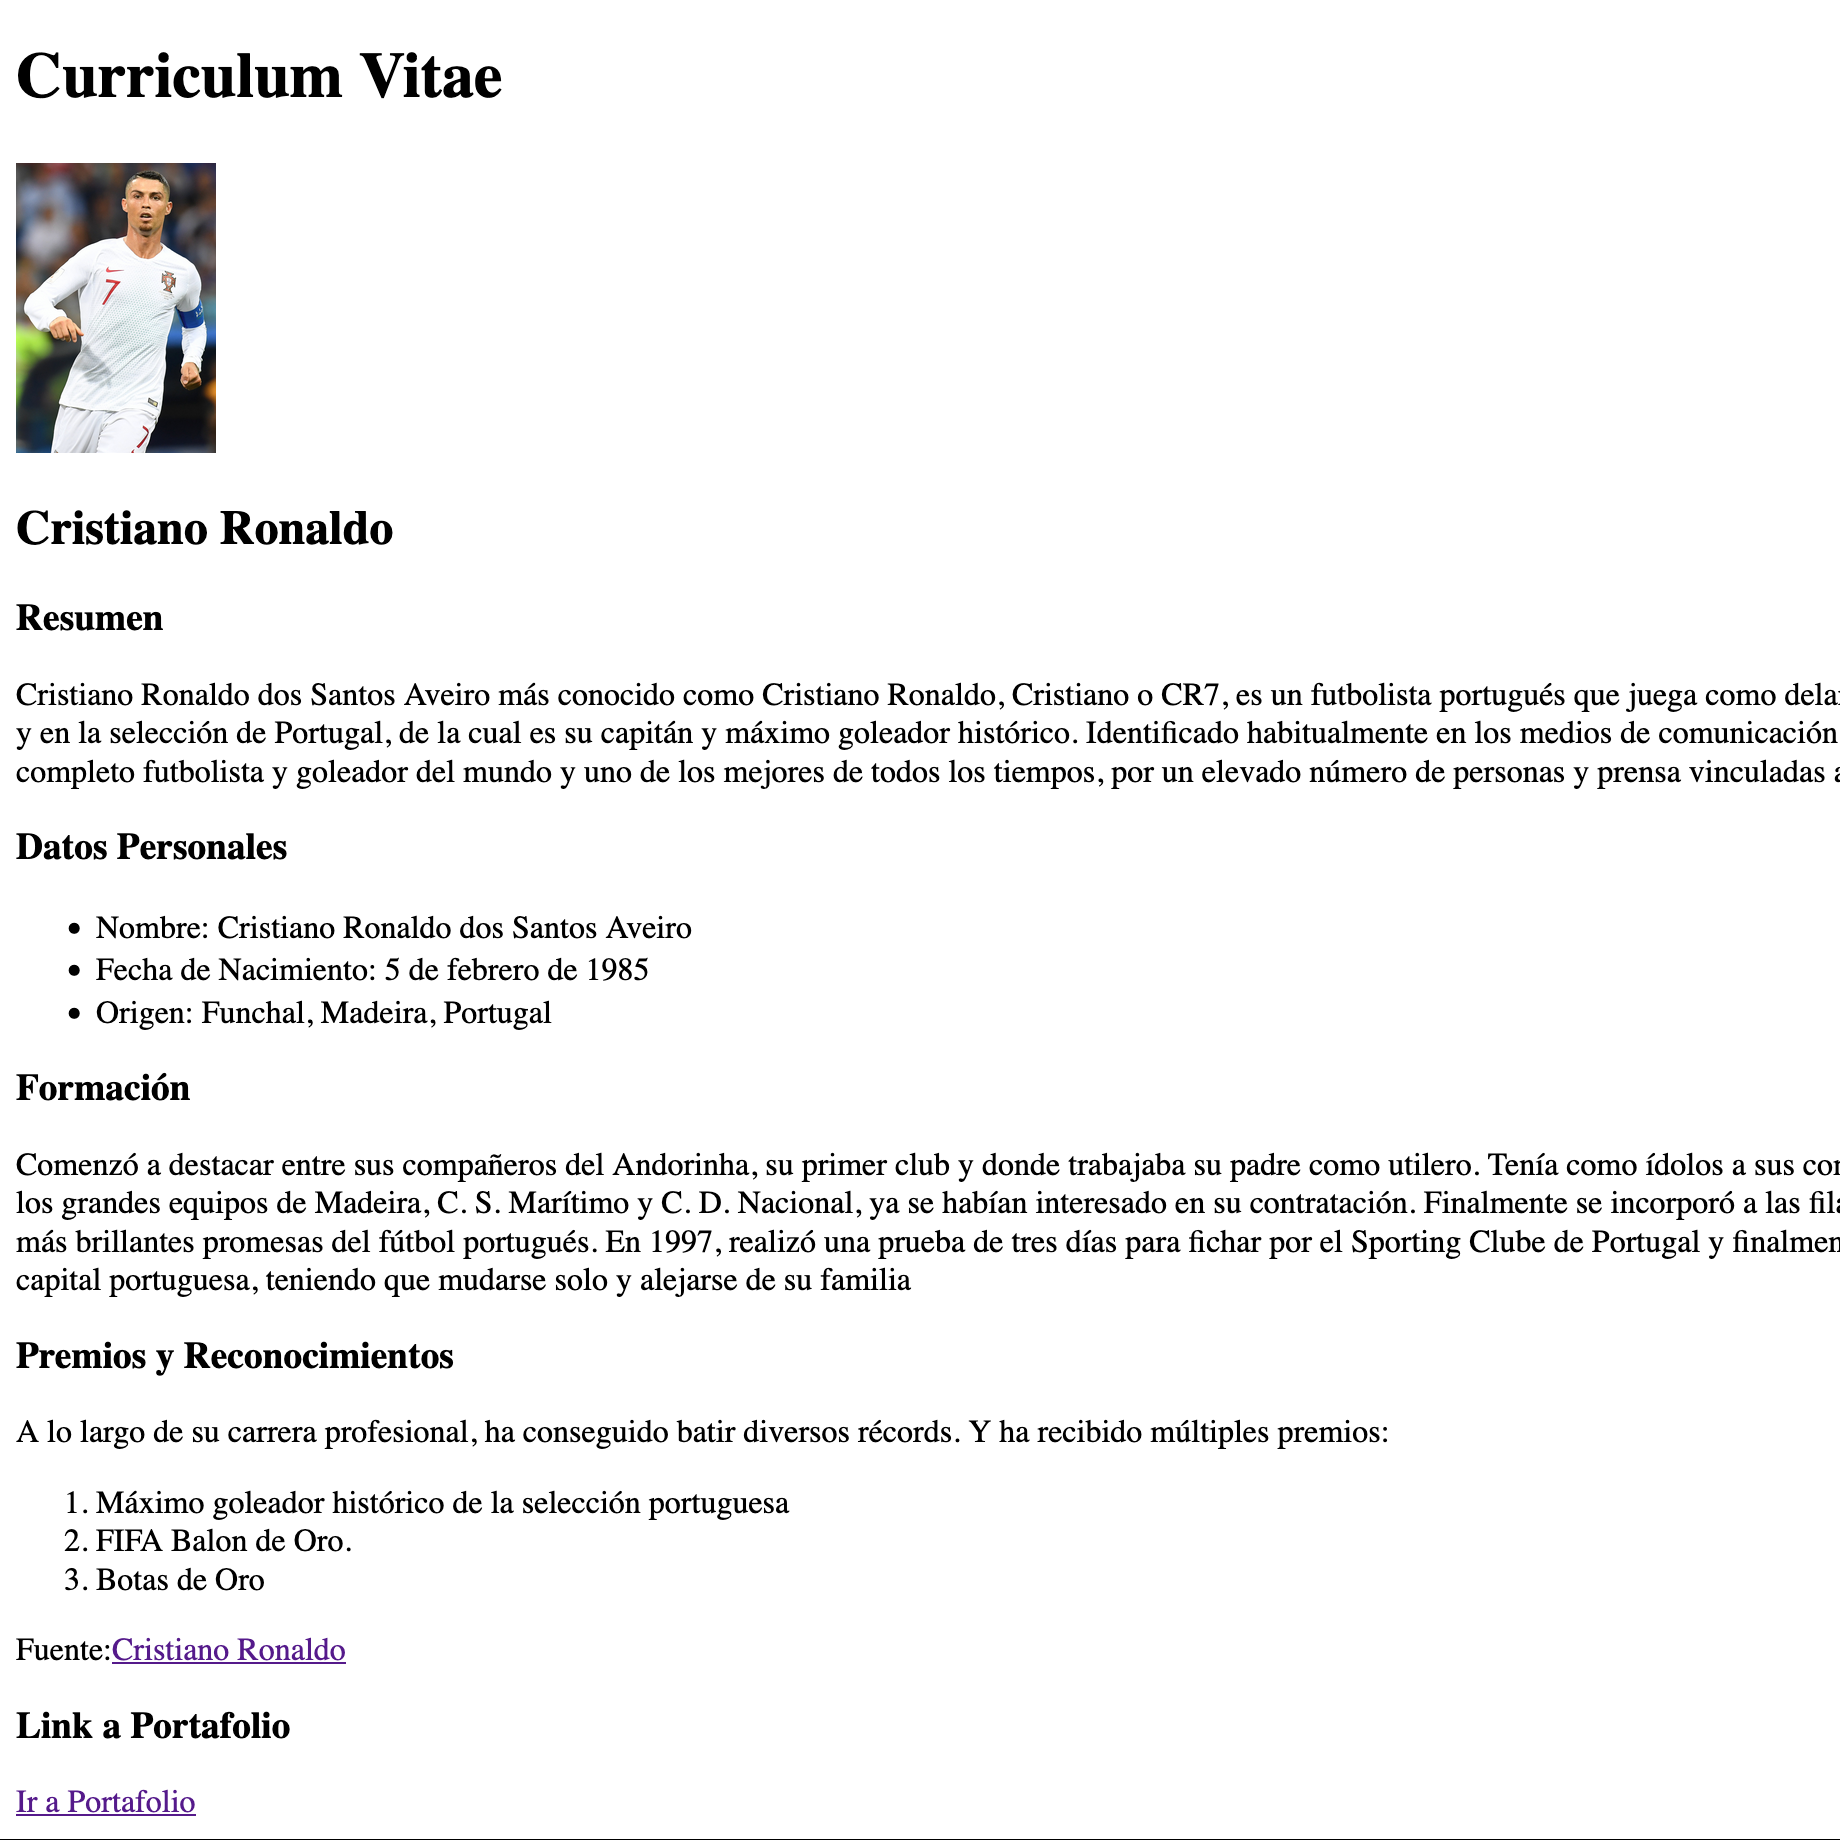 Curriculum Vitae
7
7
Cristiano Ronaldo
Resumen
Cristiano Ronaldo dos Santos Aveiro más conocido como Cristiano Ronaldo, Cristiano o CR7, es un futbolista portugués que juega como
y en la selección de Portugal, de la cual es su capitán y máximo goleador histórico. Identificado habitualmente en los medios de comunicación
completo futbolista y goleador del mundo y uno de los mejores de todos los tiempos, por un elevado número de personas y prensa vinculadas
Datos Personales
• Nombre: Cristiano Ronaldo dos Santos Aveiro
• Fecha de Nacimiento: 5 de febrero de 1985
• Origen: Funchal, Madeira, Portugal
Formación
Comenzó a destacar entre sus compañeros del Andorinha, su primer club y donde trabajaba su padre como utilero. Tenía como ídolos a sus
los grandes equipos de Madeira, C. S. Marítimo y C. D. Nacional, ya se habían interesado en su contratación. Finalmente se incorporó a las
más brillantes promesas del fútbol portugués. En 1997, realizó una prueba de tres días para fichar por el Sporting Clube de Portugal y
capital portuguesa, teniendo que mudarse solo y alejarse de su familia
Premios y Reconocimientos
A lo largo de su carrera profesional, ha conseguido batir diversos récords. Y ha recibido múltiples premios:
1. Máximo goleador histórico de la selección portuguesa
2. FIFA Balon de Oro.
3. Botas de Oro
Fuente:Cristiano Ronaldo
Link a Portafolio
Ir a Portafolio